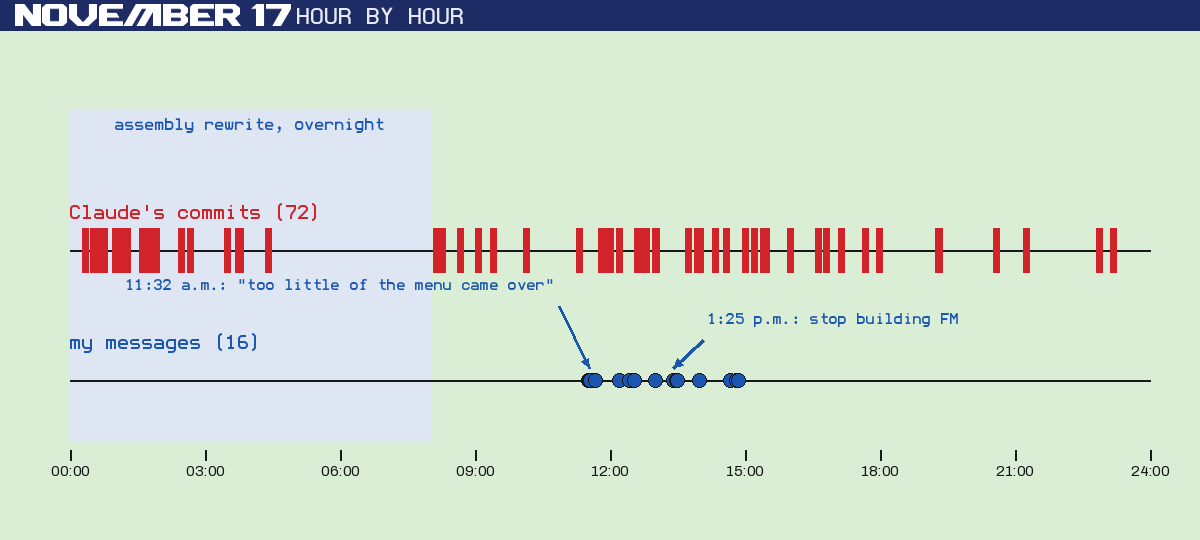 NOVEMBER 17 HOUR BY HOUR
assembly rewrite, overnight
Claude's commits (72)
11:32 a.m.: "too little of the menu came over"
1:25 p.m.: stop building FM
my messages (16)
00:00 03:00 06:00 09:00 12:00 15:00 18:00 21:00 24:00